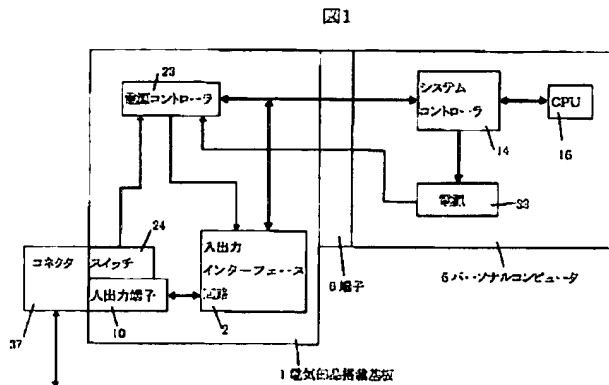 図1
23
電源コントローラ
システム
コントローラ
14
CPU
16
電源
33
24
コネクタ
スイッチ
入出力端子
入出力
インターフェース
回路
37
10
2
6端子
5パーソナルコンピュータ
1電気部品搭載基板